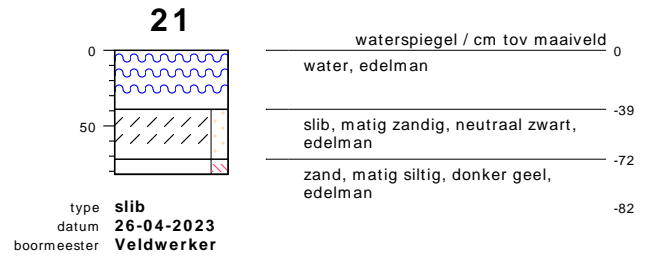 21
waterspiegel / cm tov maaiveld
0
0
water, edelman
-39
50
slib, matig zandig, neutraal zwart,
edelman
-72
zand, matig siltig, donker geel,
edelman
-82
type slib
datum 26-04-2023
boormeester Veldwerker